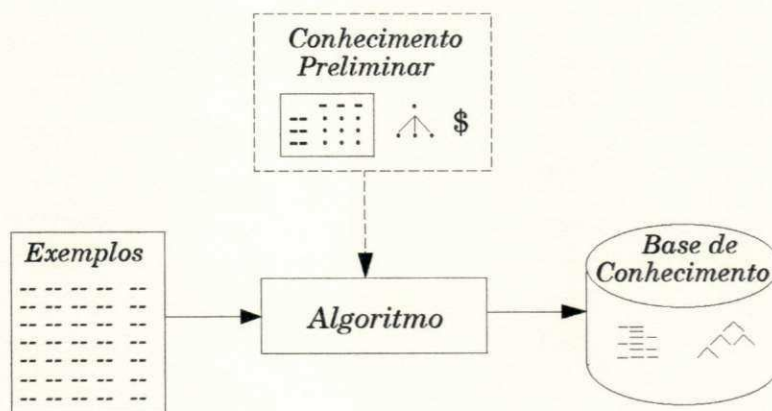 Conhecimento
Preliminar
$
Exemplos
Algoritmo
Base de
Conhecimento